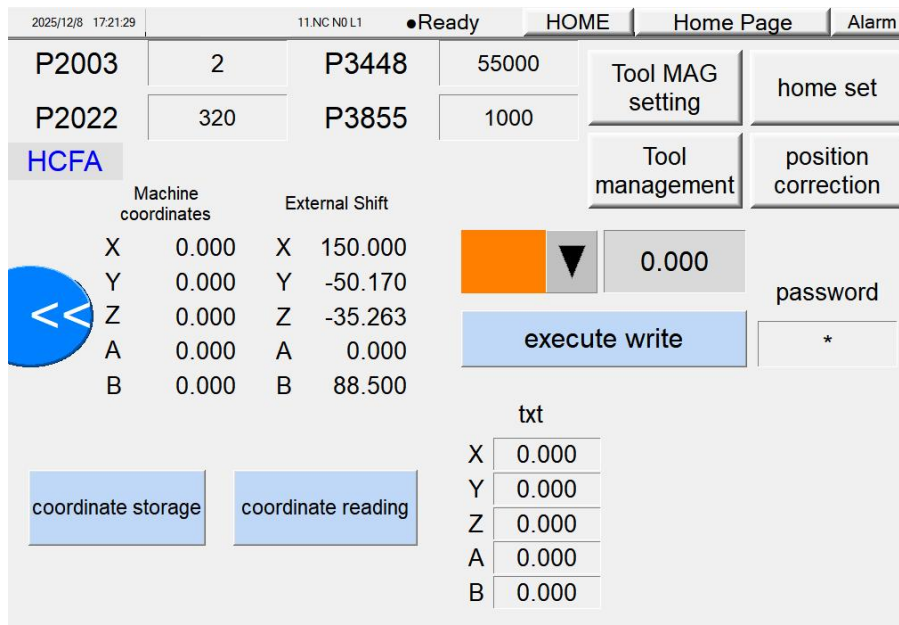 2025/12/8 17:21:29 11.NC N0 L1 ●Ready HOME Home Page Alarm
P2003 2 P3448 55000
Tool MAG setting
home set
P2022 320 P3855 1000
HCFA
Tool management
position correction
Machine coordinates
External Shift
X 0.000 X 150.000
Y 0.000 Y -50.170
Z 0.000 Z -35.263
A 0.000 A 0.000
B 0.000 B 88.500
<<
▼ 0.000
password
execute write
*
txt
X 0.000
Y 0.000
Z 0.000
A 0.000
B 0.000
coordinate storage
coordinate reading